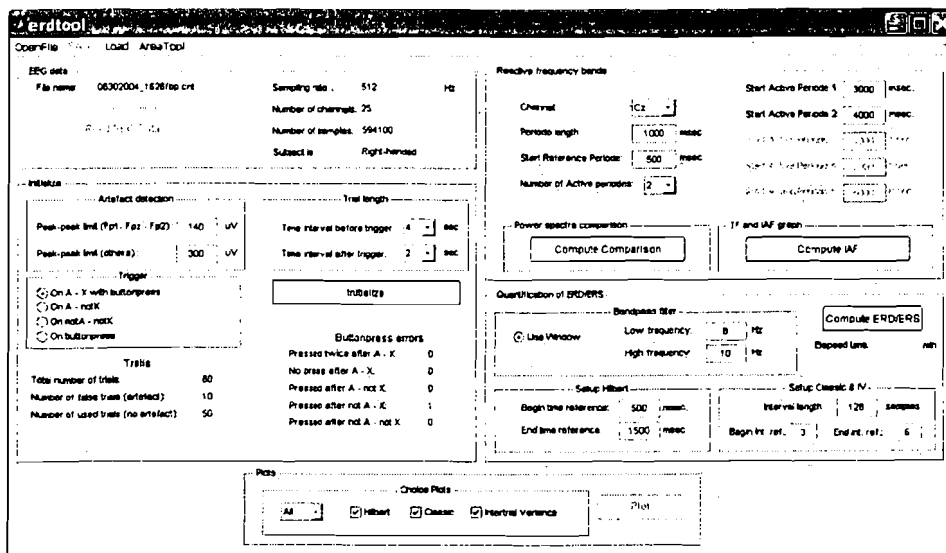 erdtool
OpenFile Load AreaTool
EEG data
File name: 06302004_1626fbp.cnt
Sampling rate: 512 Hz
Number of channels: 25
Number of samples: 594100
Subject is Right-handed
Initialize
Artefact detection
Peak-peak limit (Fp1 - Fpz - Fp2): 140 uV
Peak-peak limit (others): 300 uV
Trigger
On A - X with buttonpress
On A - notX
On notA - notX
On buttonpress
Trials
Total number of trials: 60
Number of false trials (artefact): 10
Number of used trials (no artefact): 50
Trial length
Time interval before trigger: 4 sec
Time interval after trigger: 2 sec
Initialize
Buttonpress errors
Pressed twice after A - X: 0
No press after A - X: 0
Pressed after A - not X: 0
Pressed after not A - X: 1
Pressed after not A - not X 0
Reactive frequency bands
Channel Cz
Periode length 1000 msec
Start Reference Periode: 500 msec
Number of Active periodes: 2
Start Active Periode 1 3000 msec.
Start Active Periode 2 4000 msec.
Power spectra comparison
Compute Comparison
TF and IAF graph
Compute IAF
Quantification of ERD/ERS
Bandpass filter
Use Window
Low frequency: 8 Hz
High frequency: 10 Hz
Compute ERD/ERS
Elapsed time: min
Setup Hilbert
Begin time reference: 500 msec.
End time reference 1500 msec
Setup Classic & IV
Interval length 128 samples
Begin int. ref.: 3 End int. ref.: 6
Plots
Choice Plots
All Hilbert Classic Intertrial Variance
Plot